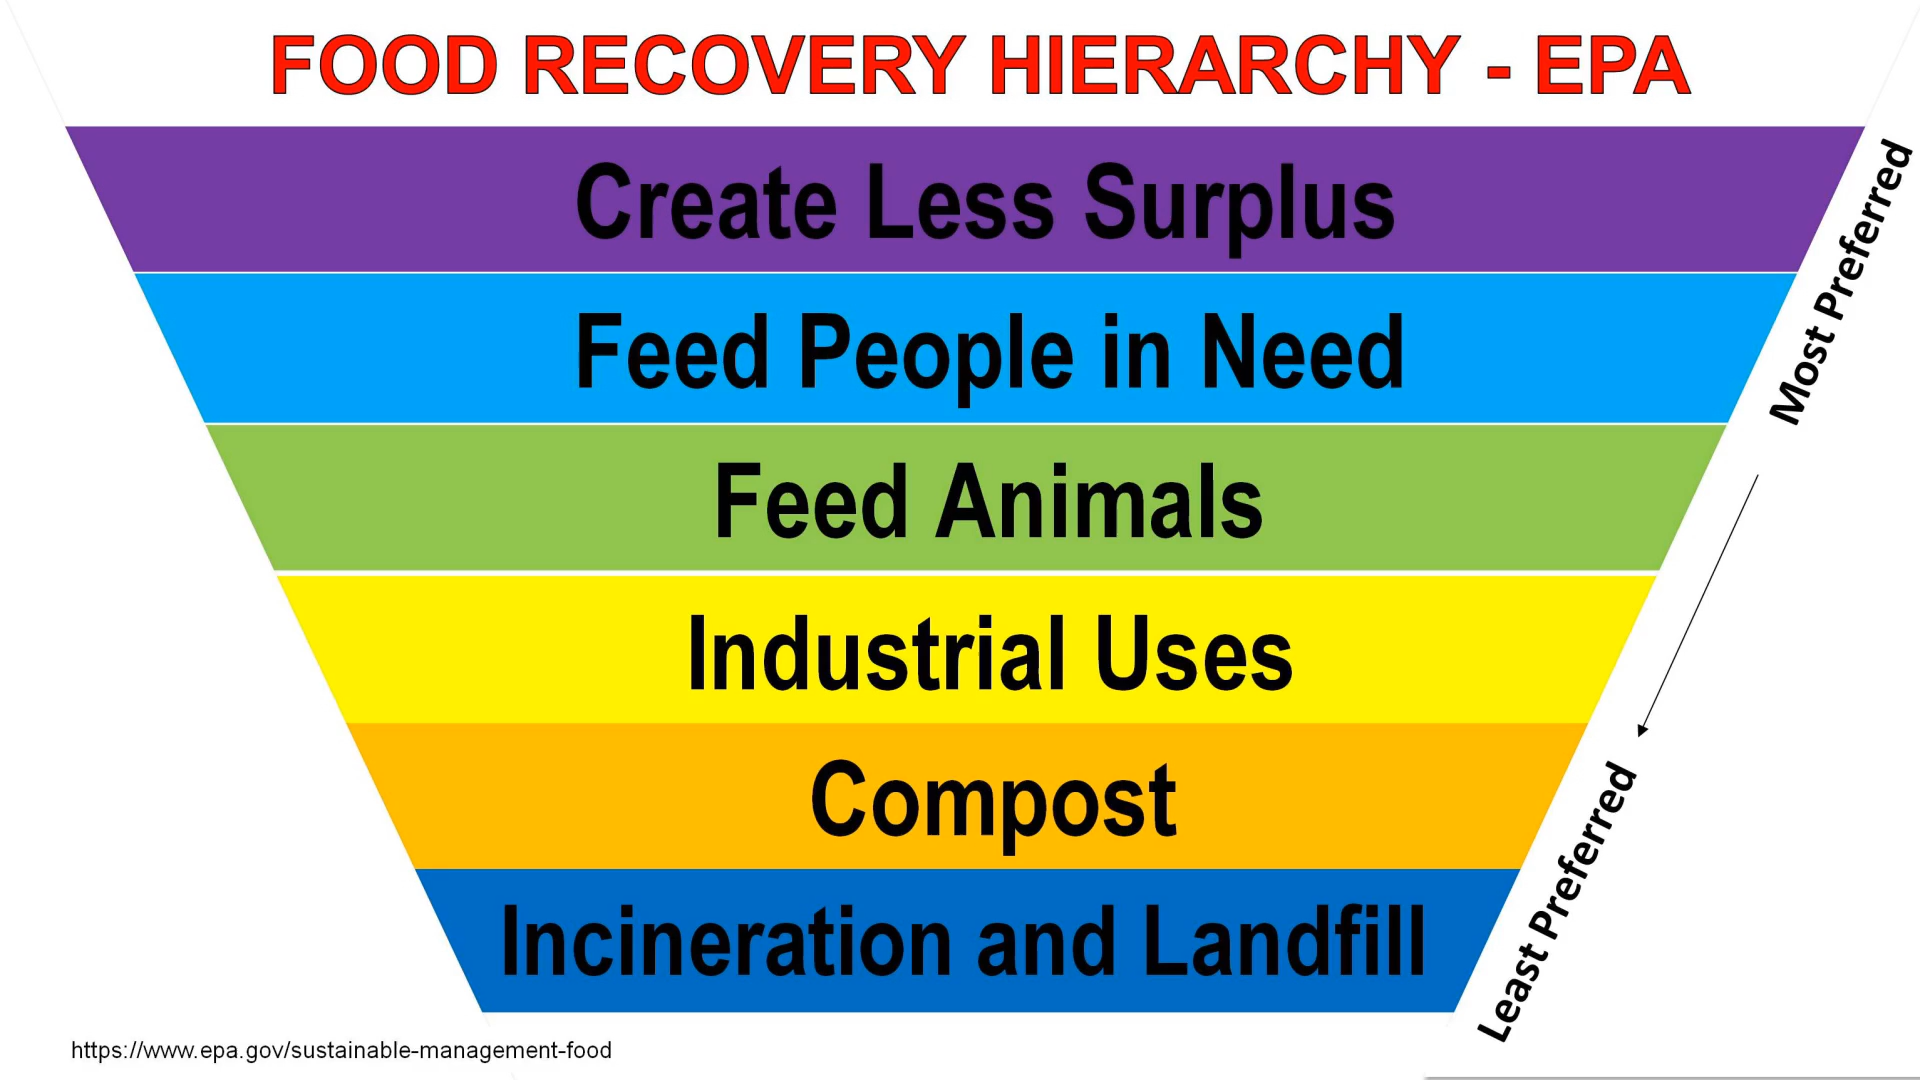 FOOD RECOVERY HIERARCHY - EPA
Create Less Surplus
Feed People in Need
Feed Animals
Industrial Uses
Compost
Incineration and Landfill
Most Preferred
Least Preferred
https://www.epa.gov/sustainable-management-food